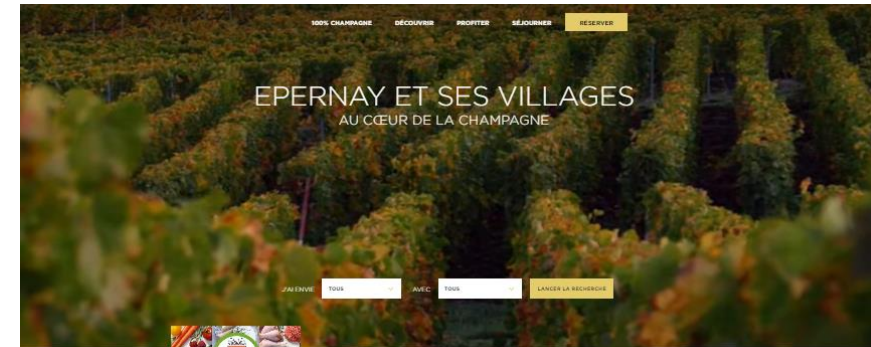 100% CHAMPAGNE DÉCOUVRIR PROFITER SÉJOURNER RÉSERVER
EPERNAY ET SES VILLAGES
AU CŒUR DE LA CHAMPAGNE
J'AI ENVIE TOUS AVEC TOUS LANCER LA RECHERCHE